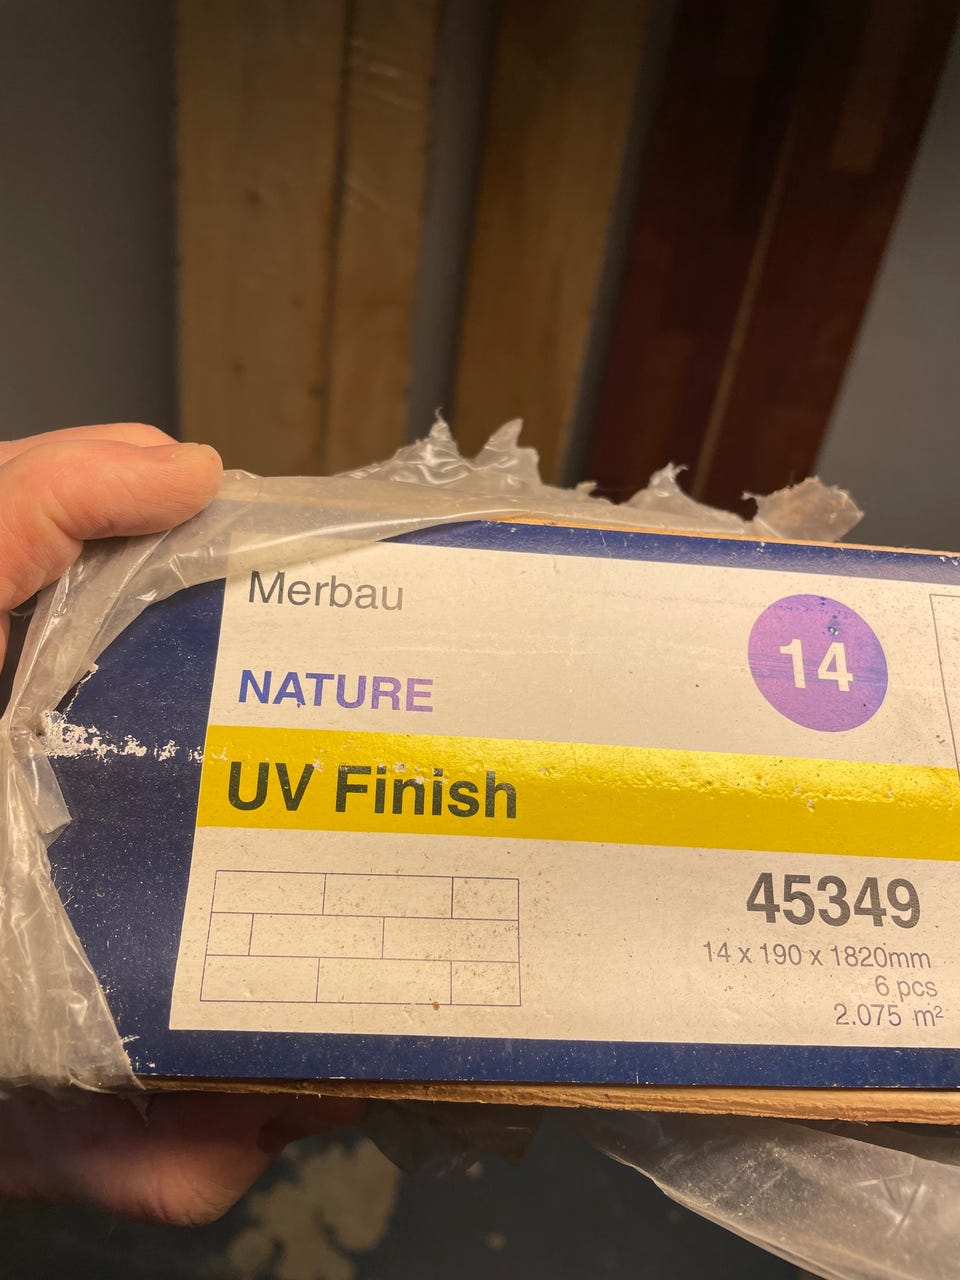 Merbau
14
NATURE
UV Finish
45349
14 x 190 x 1820mm
6 pcs
2.075 m²